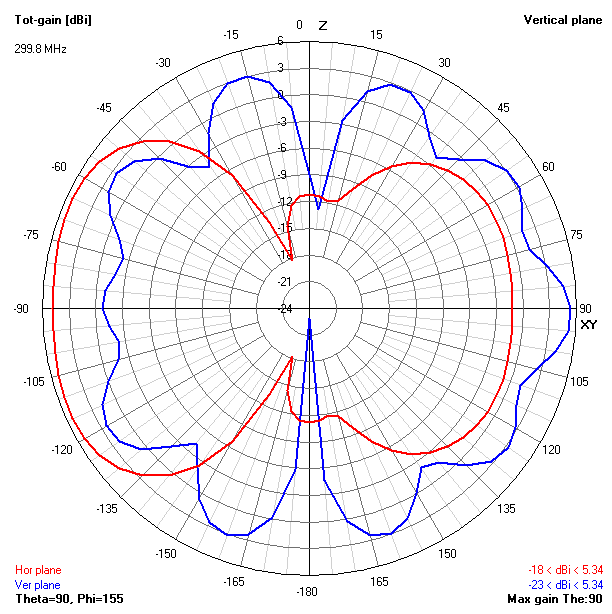 Tot-gain [dBi]
Vertical plane
299.8 MHz
0 Z
-15 15
-30 30
-45 45
-60 60
-75 75
-90 90
XY
-105 105
-120 120
-135 135
-150 150
-165 165
-180
6
3
0
-3
-6
-9
-12
-15
-18
-21
-24
Hor plane
-18 < dBi < 5.34
Ver plane
-23 < dBi < 5.34
Theta=90, Phi=155
Max gain The:90